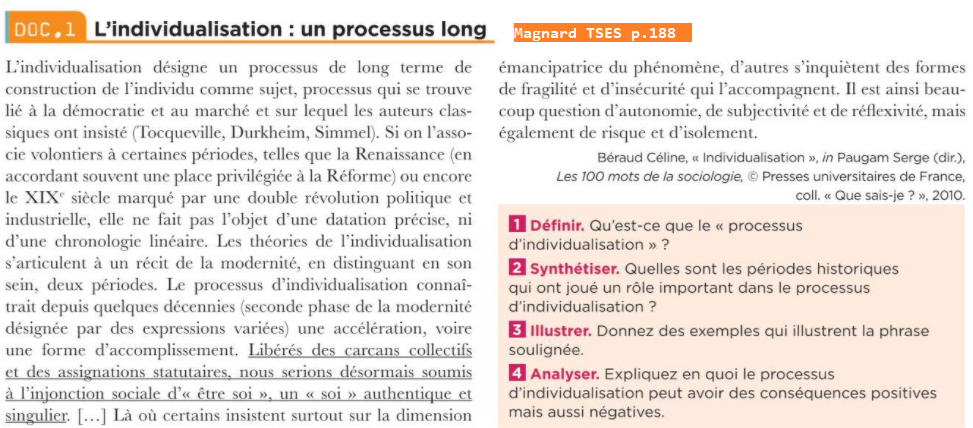 DOC.1 L'individualisation : un processus long
Magnard TSES p.188
L'individualisation désigne un processus de long terme de
construction de l'individu comme sujet, processus qui se trouve
lié à la démocratie et au marché et sur lequel les auteurs clas-
siques ont insisté (Tocqueville, Durkheim, Simmel). Si on l'asso-
cie volontiers à certaines périodes, telles que la Renaissance (en
accordant souvent une place privilégiée à la Réforme) ou encore
le XIXe siècle marqué par une double révolution politique et
industrielle, elle ne fait pas l'objet d'une datation précise, ni
d'une chronologie linéaire. Les théories de l'individualisation
s'articulent à un récit de la modernité, en distinguant en son
sein, deux périodes. Le processus d'individualisation connaî-
trait depuis quelques décennies (seconde phase de la modernité
désignée par des expressions variées) une accélération, voire
une forme d'accomplissement. Libérés des carcans collectifs
et des assignations statutaires, nous serions désormais soumis
à l'injonction sociale d'« être soi », un « soi » authentique et
singulier. […] Là où certains insistent surtout sur la dimension
émancipatrice du phénomène, d'autres s'inquiètent des formes
de fragilité et d'insécurité qui l'accompagnent. Il est ainsi beau-
coup question d'autonomie, de subjectivité et de réflexivité, mais
également de risque et d'isolement.
Béraud Céline, « Individualisation », in Paugam Serge (dir.),
Les 100 mots de la sociologie, © Presses universitaires de France,
coll. « Que sais-je ? », 2010.
1 Définir. Qu'est-ce que le « processus
d'individualisation » ?
2 Synthétiser. Quelles sont les périodes historiques
qui ont joué un rôle important dans le processus
d'individualisation ?
3 Illustrer. Donnez des exemples qui illustrent la phrase
soulignée.
4 Analyser. Expliquez en quoi le processus
d'individualisation peut avoir des conséquences positives
mais aussi négatives.